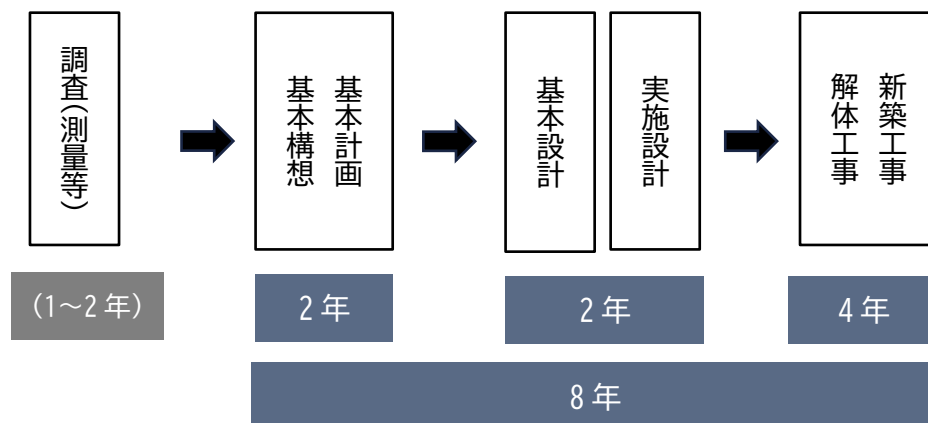 調査(測量等)
基本計画
基本構想
基本設計
実施設計
新築工事
解体工事
(1～2年)
2年
2年
4年
8年